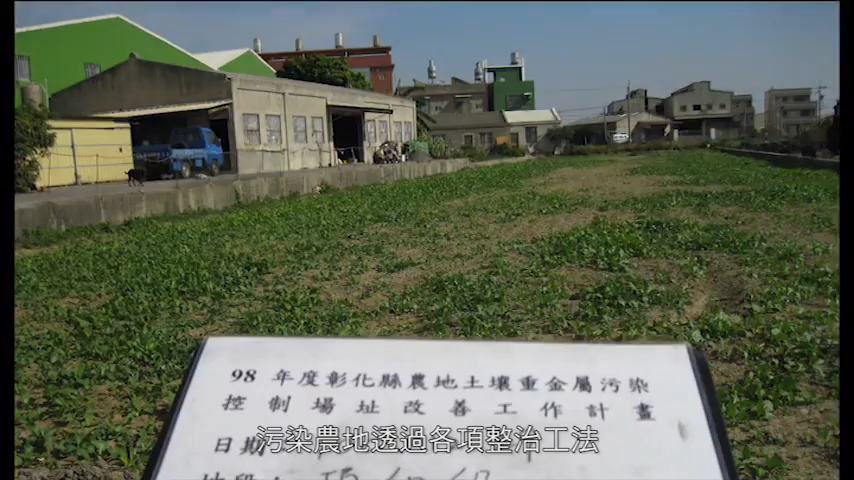 98 年度彰化縣農地土壤重金屬污染
控制場址改善工作計畫
日期
污染農地透過各項整治工法
地段：